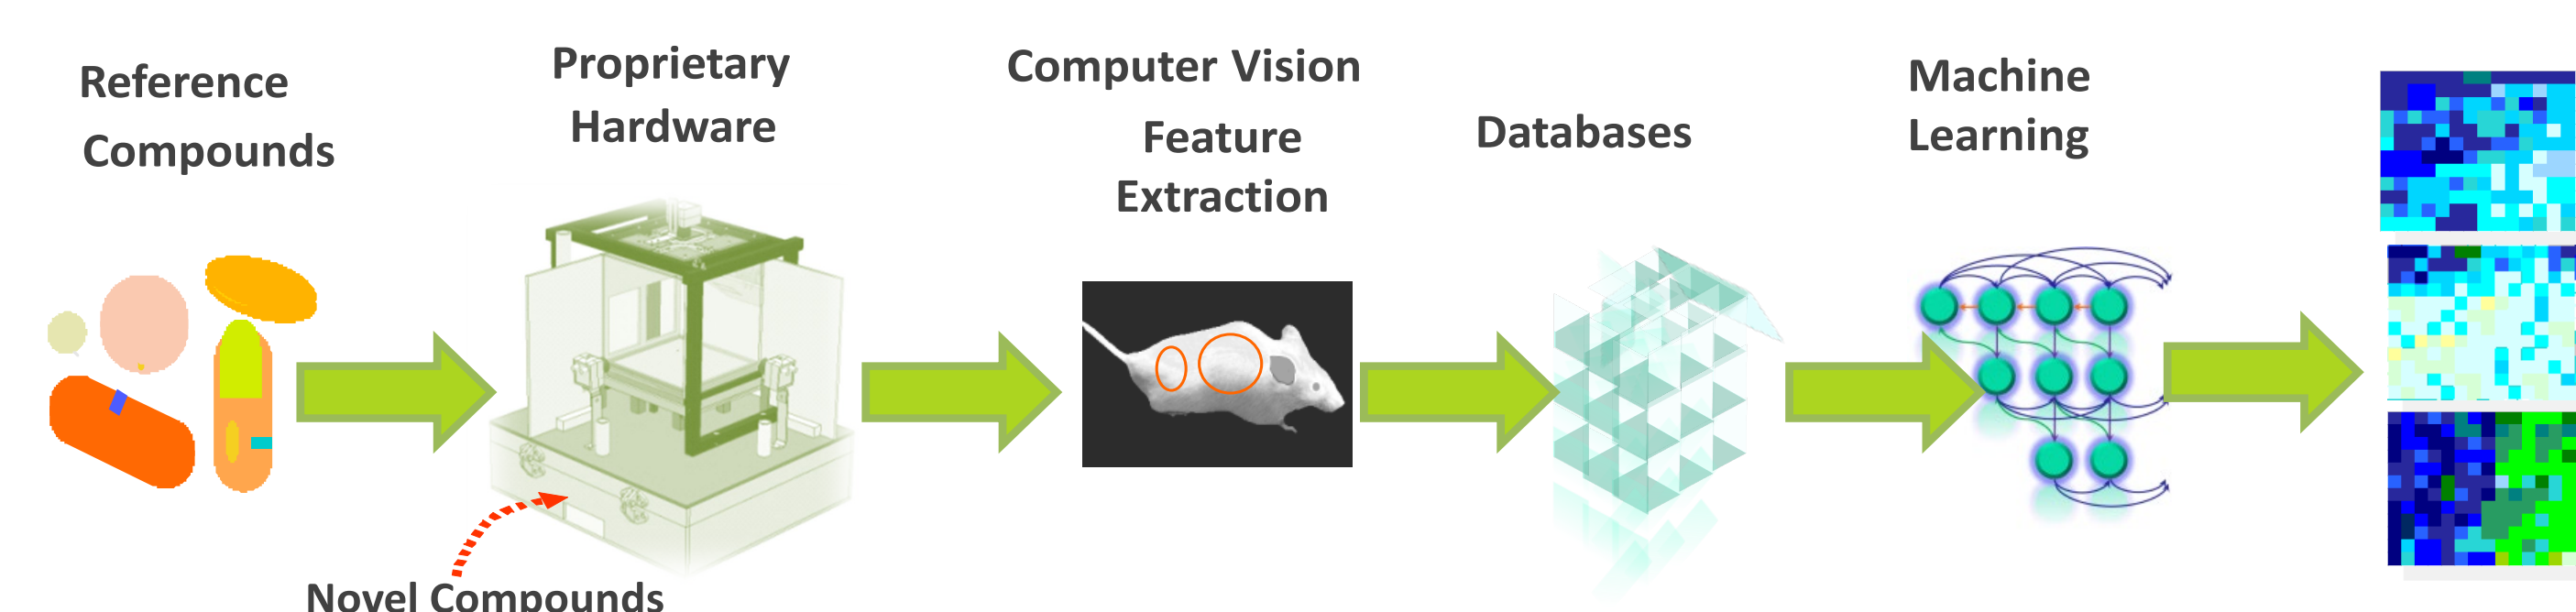 Reference
Compounds
Proprietary
Hardware
Computer Vision
Feature
Extraction
Databases
Machine
Learning
Novel Compounds